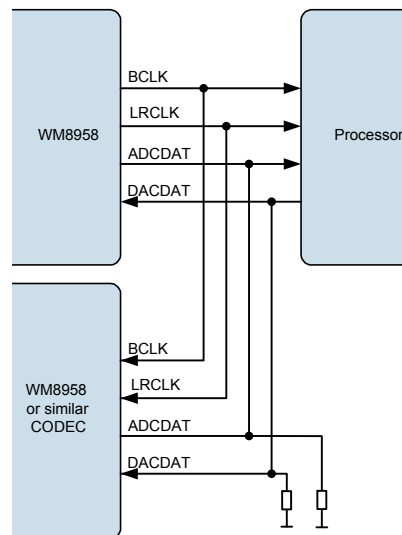 BCLK
LRCLK
WM8958
Processor
ADCDAT
DACDAT
BCLK
LRCLK
WM8958
or similar
CODEC
ADCDAT
DACDAT